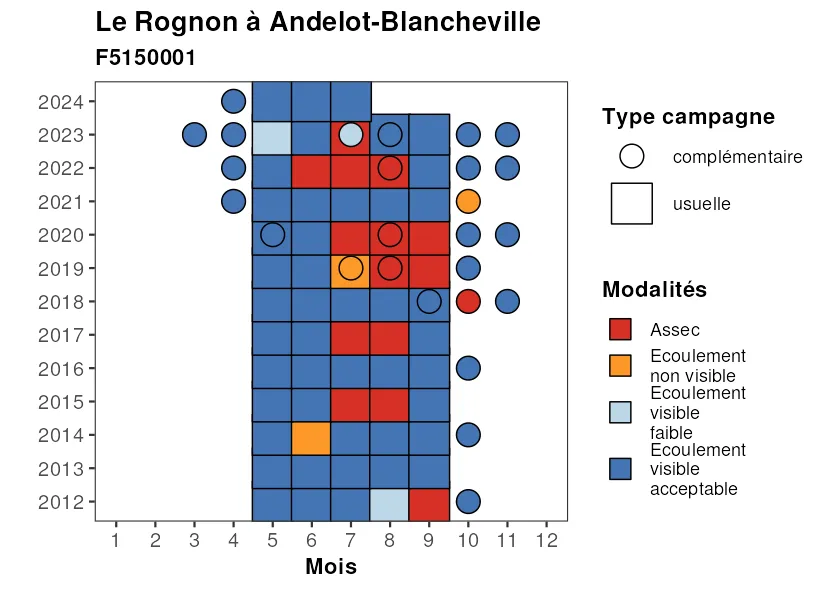 Le Rognon à Andelot-Blancheville
F5150001
2024
2023
2022
2021
2020
2019
2018
2017
2016
2015
2014
2013
2012
1 2 3 4 5 6 7 8 9 10 11 12
Mois
Type campagne
complémentaire
usuelle
Modalités
Assec
Ecoulement
non visible
Ecoulement
visible
faible
Ecoulement
visible
acceptable